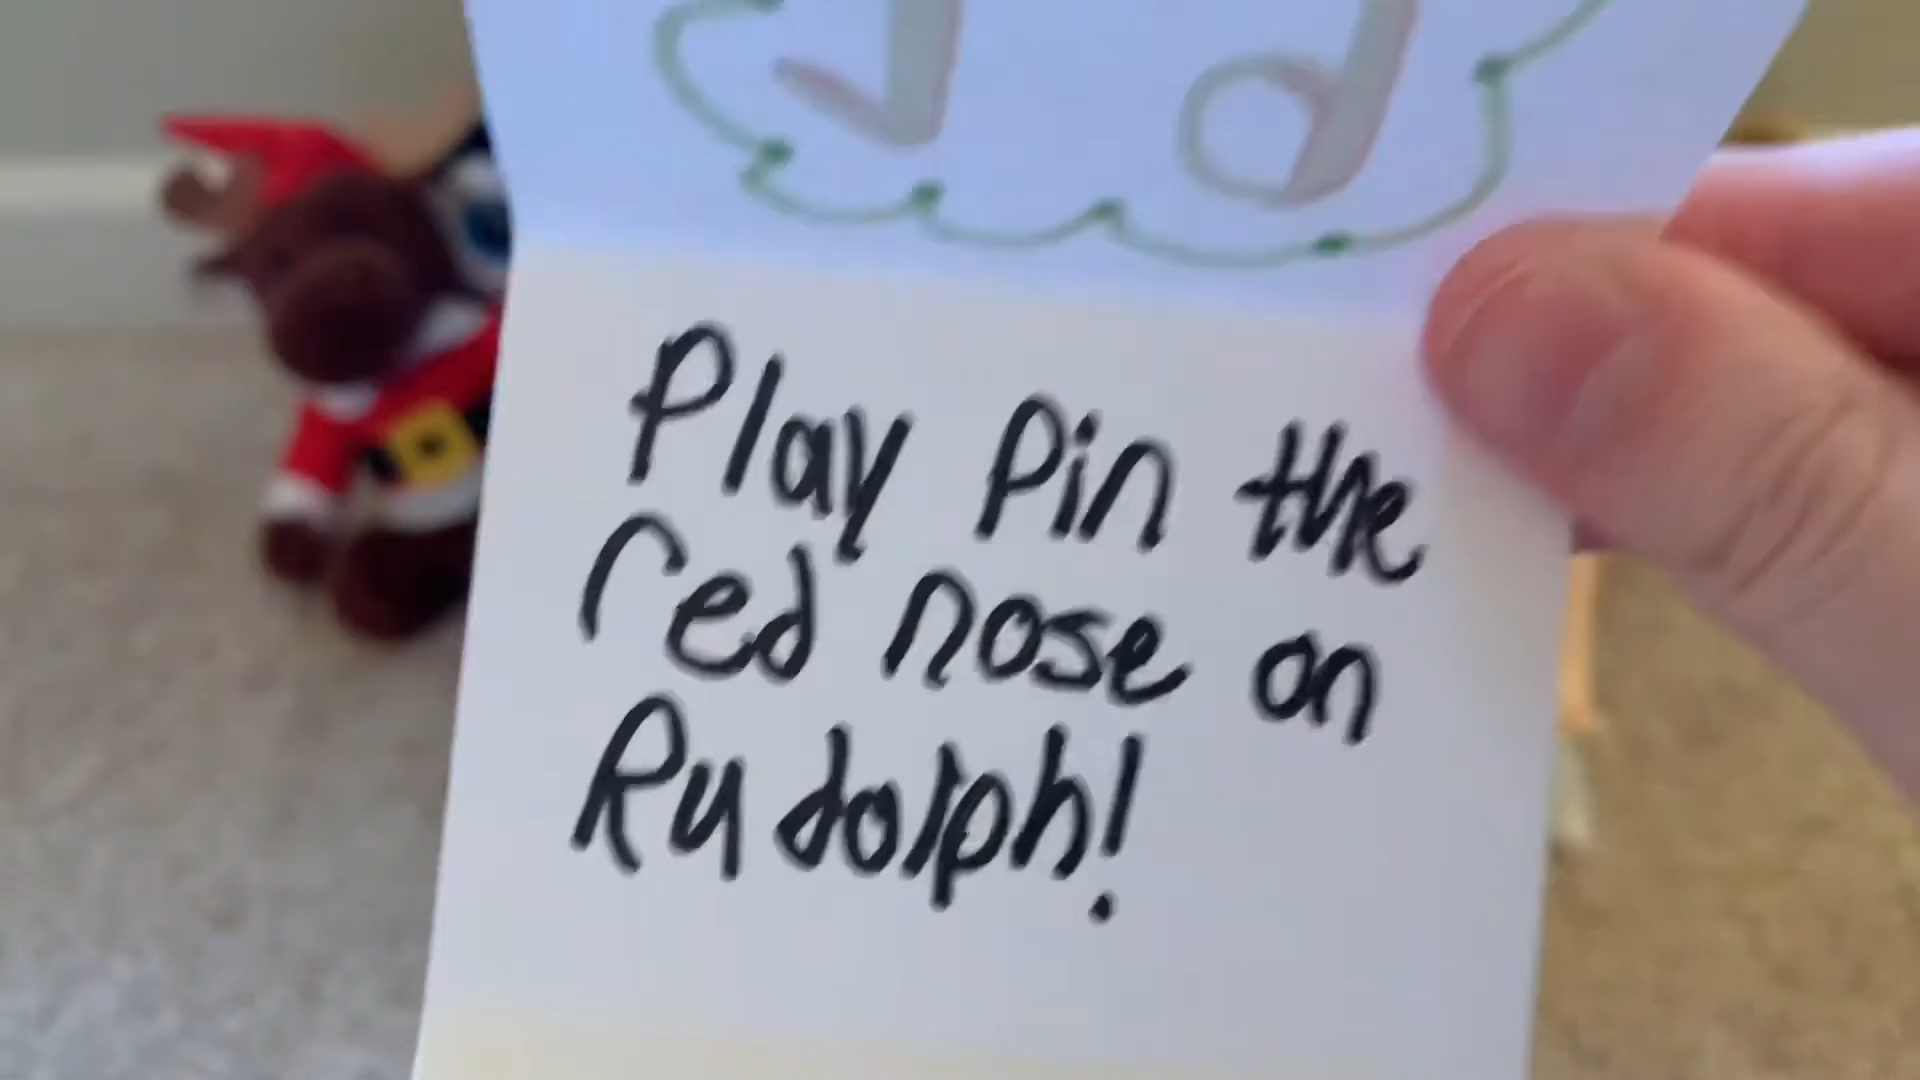 Play Pin the
red nose on
Rudolph!